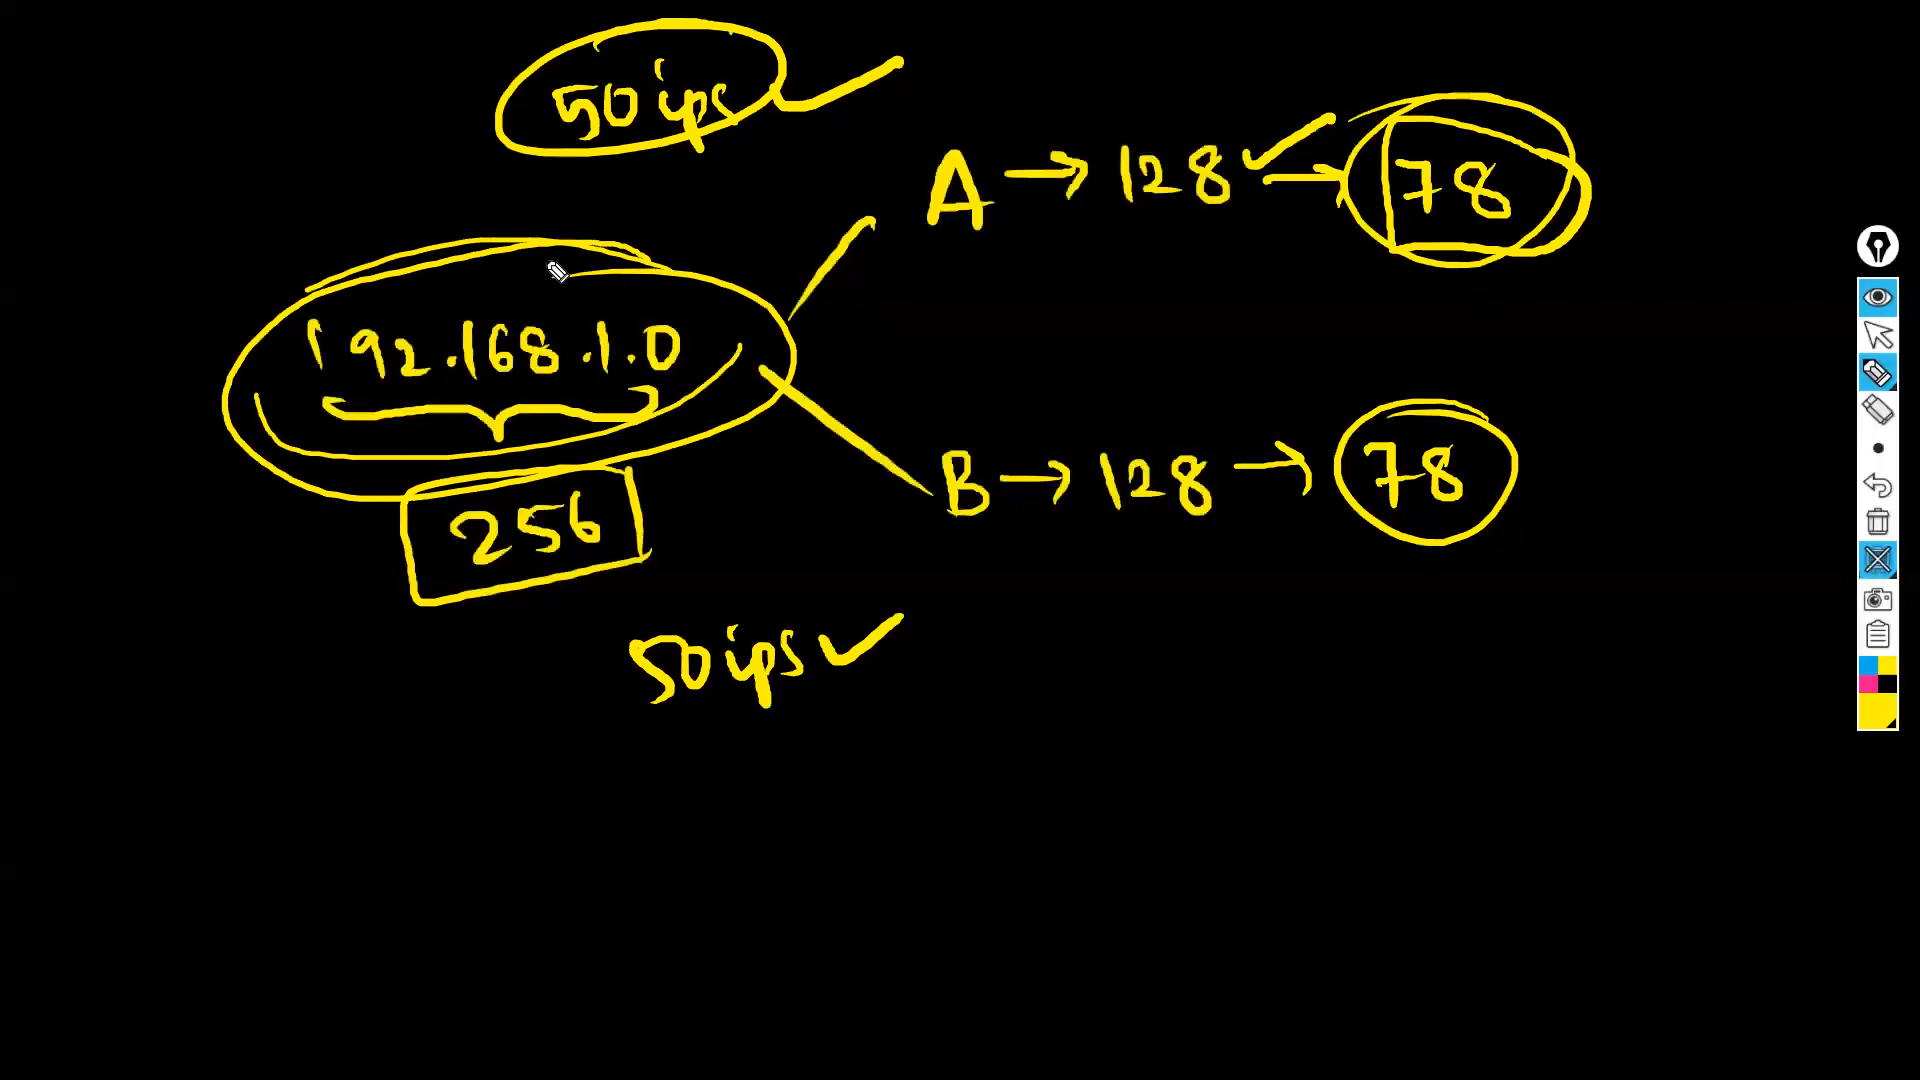 50 ips
A → 128 → 78
192.168.1.0
B → 128 → 78
256
50 ips